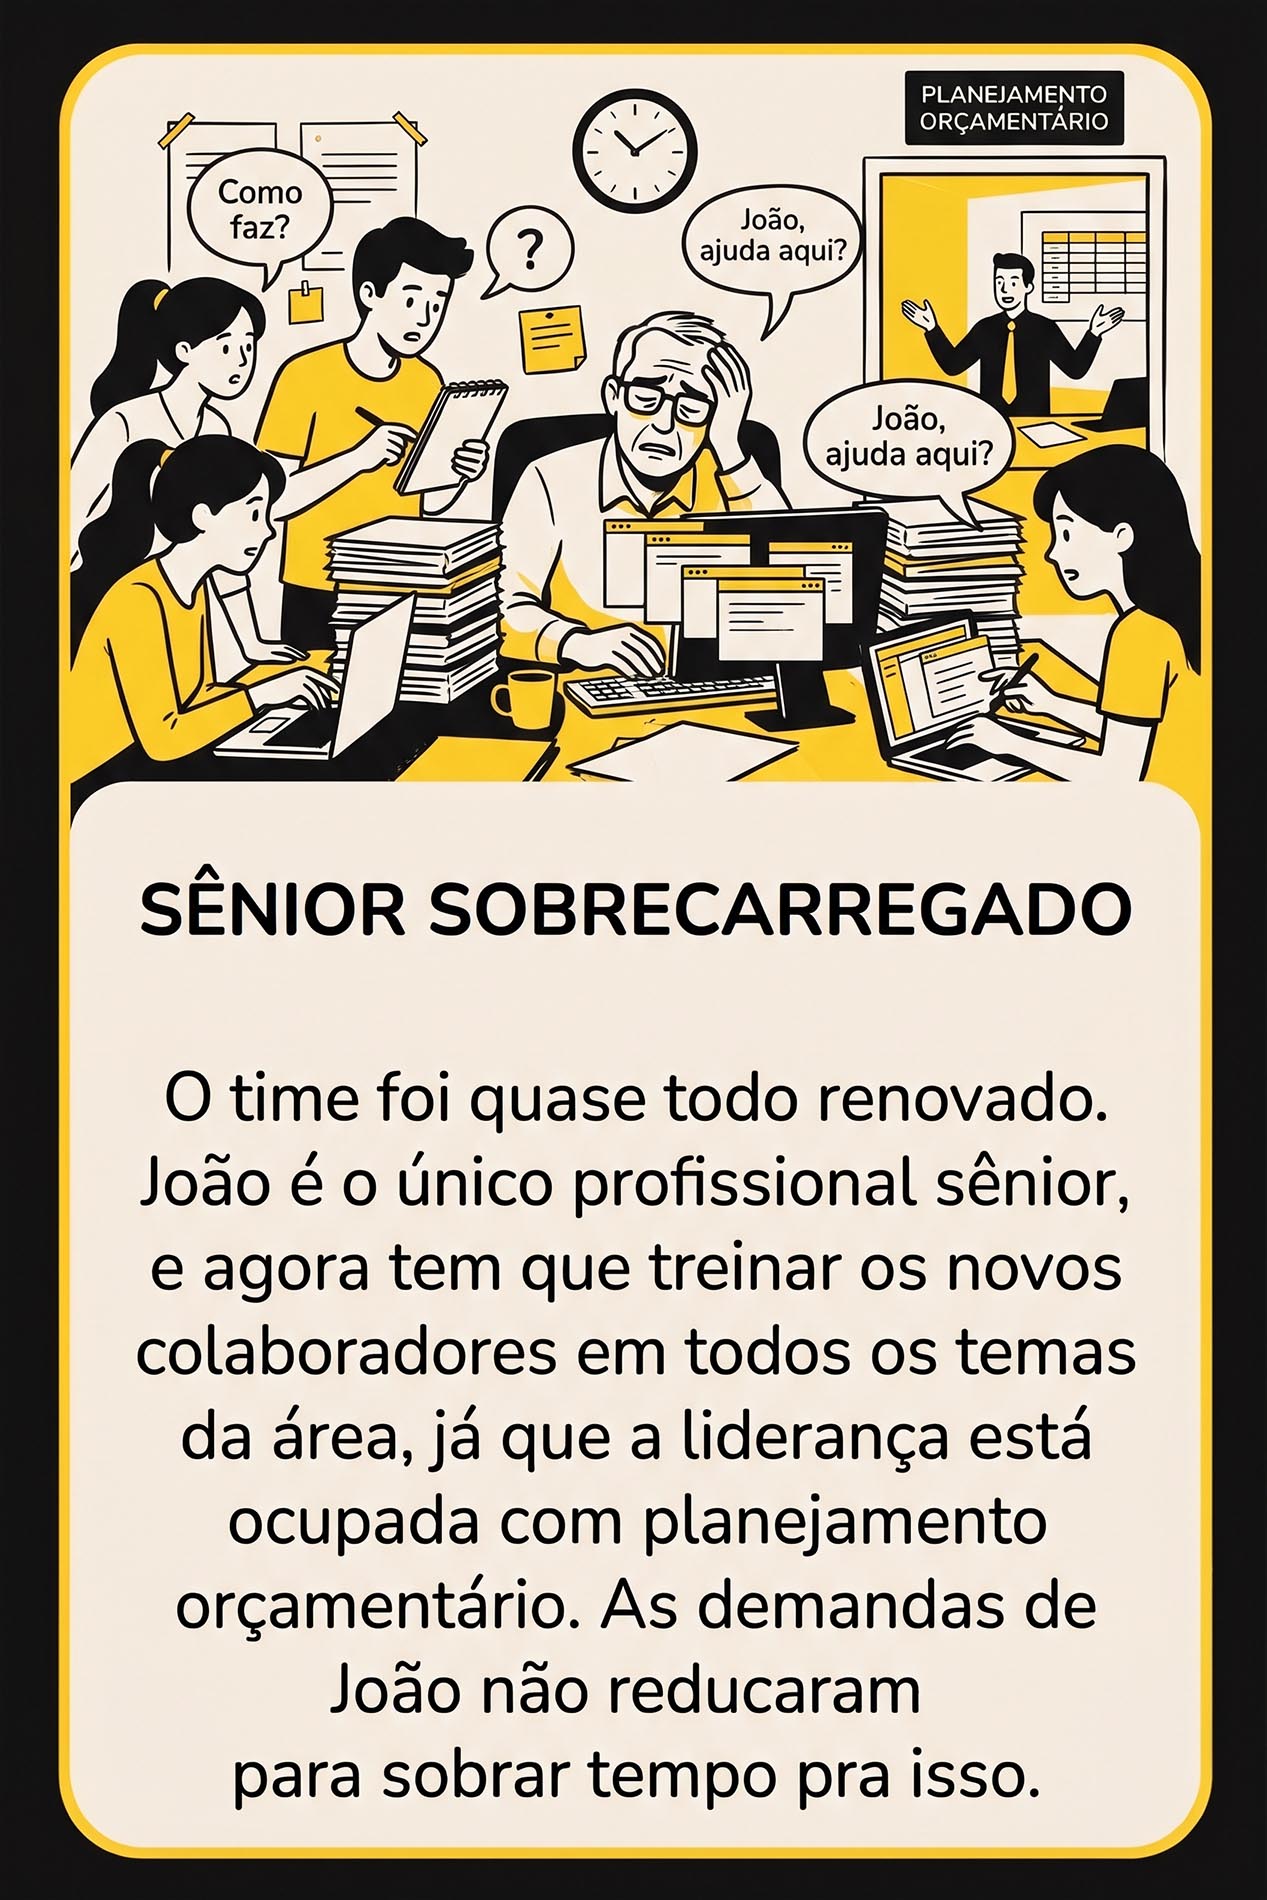 PLANEJAMENTO
ORÇAMENTÁRIO
Como
faz?
?
João,
ajuda aqui?
João,
ajuda aqui?
SÊNIOR SOBRECARREGADO
O time foi quase todo renovado.
João é o único profissional sênior,
e agora tem que treinar os novos
colaboradores em todos os temas
da área, já que a liderança está
ocupada com planejamento
orçamentário. As demandas de
João não reducaram
para sobrar tempo pra isso.